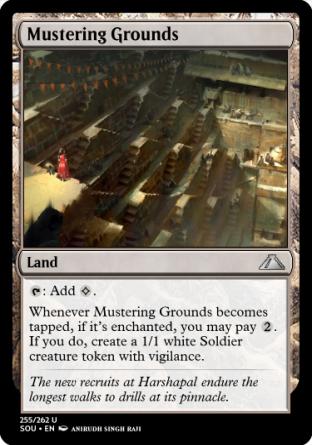 Mustering Grounds
Land
: Add .
Whenever Mustering Grounds becomes
tapped, if it's enchanted, you may pay 2.
If you do, create a 1/1 white Soldier
creature token with vigilance.
The new recruits at Harshapal endure the
longest walks to drills at its pinnacle.
255/262 U
SOU • EN ANIRUDH SINGH RAJI